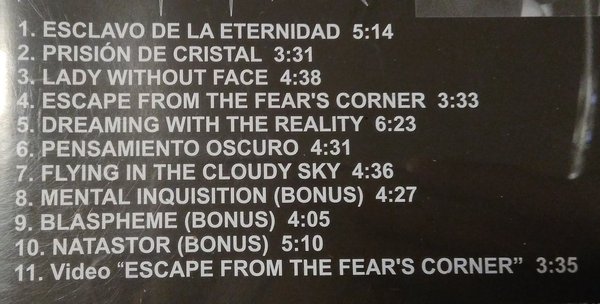 1. ESCLAVO DE LA ETERNIDAD 5:14
2. PRISIÓN DE CRISTAL 3:31
3. LADY WITHOUT FACE 4:38
4. ESCAPE FROM THE FEAR'S CORNER 3:33
5. DREAMING WITH THE REALITY 6:23
6. PENSAMIENTO OSCURO 4:31
7. FLYING IN THE CLOUDY SKY 4:36
8. MENTAL INQUISITION (BONUS) 4:27
9. BLASPHEME (BONUS) 4:05
10. NATASTOR (BONUS) 5:10
11. Video “ESCAPE FROM THE FEAR'S CORNER” 3:35